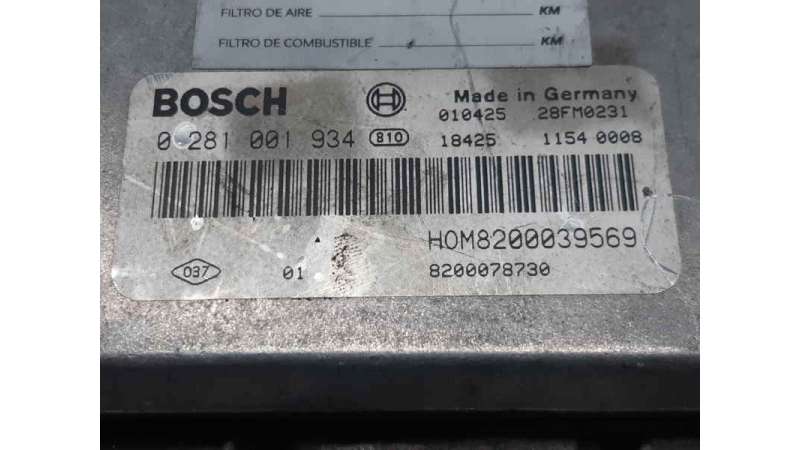 FILTRO DE AIRE KM
FILTRO DE COMBUSTIBLE KM
BOSCH Made in Germany
010425 28FM0231
0 281 001 934 810 18425 1154 0008
HOM8200039569
037 01 8200078730